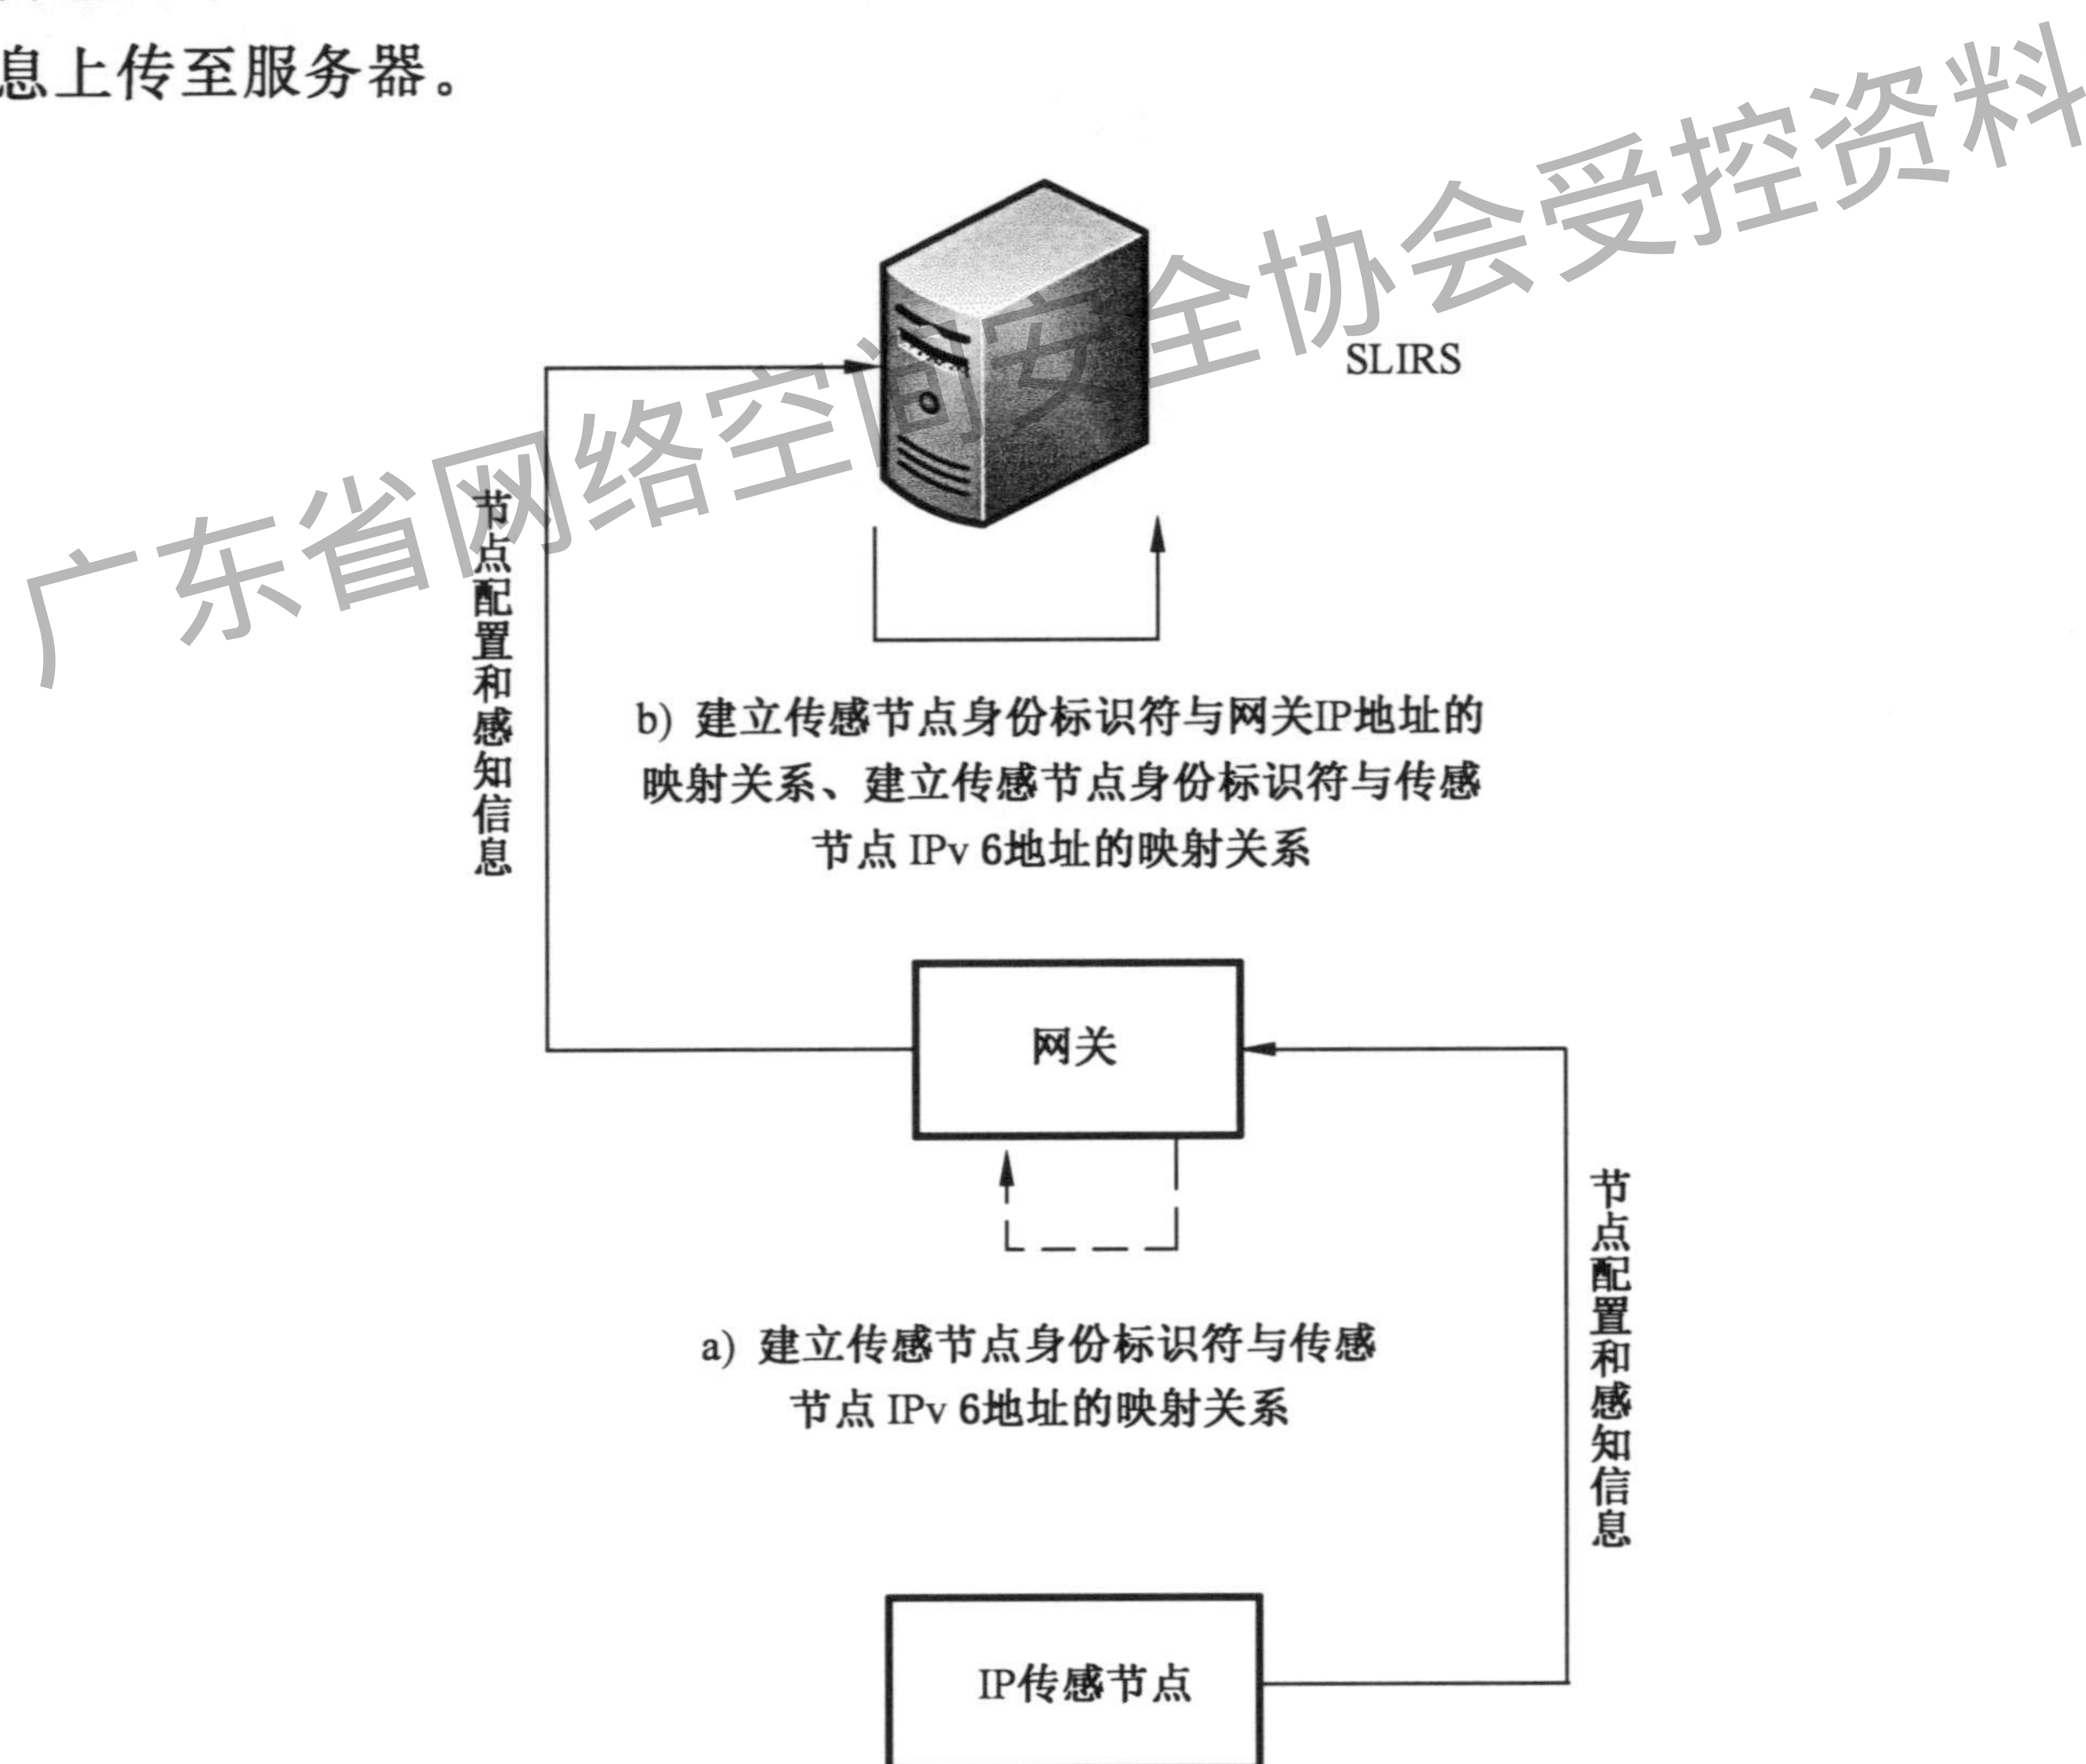 息上传至服务器。
广东省网络空间安全协会受控资料
SLIRS
节点配置和感知信息
b) 建立传感节点身份标识符与网关IP地址的
映射关系、建立传感节点身份标识符与传感
节点 IPv 6地址的映射关系
网关
a) 建立传感节点身份标识符与传感
节点 IPv 6地址的映射关系
节点配置和感知信息
IP传感节点